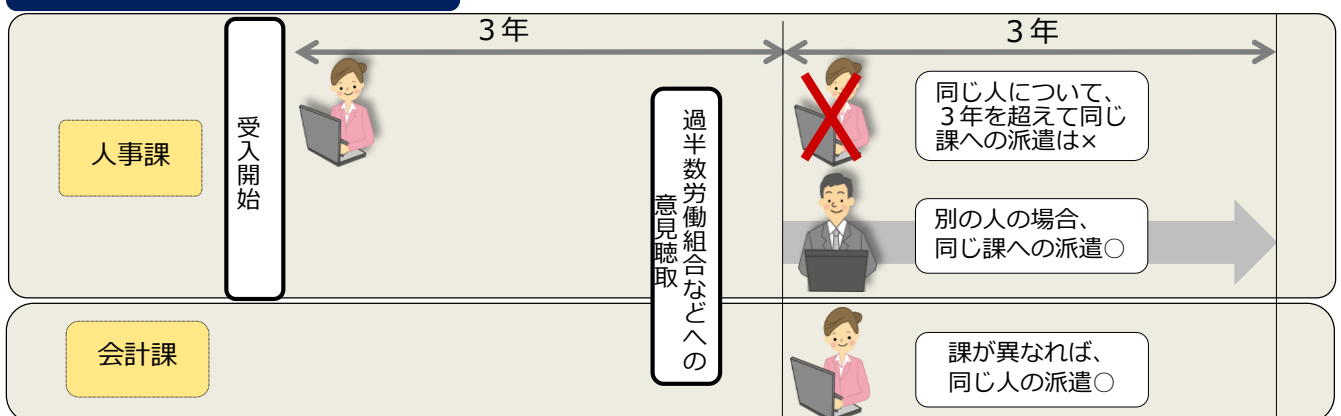 ３年
３年
人事課
受入開始
過半数労働組合などへの
意見聴取
同じ人について、
３年を超えて同じ
課への派遣は×
別の人の場合、
同じ課への派遣○
会計課
課が異なれば、
同じ人の派遣○